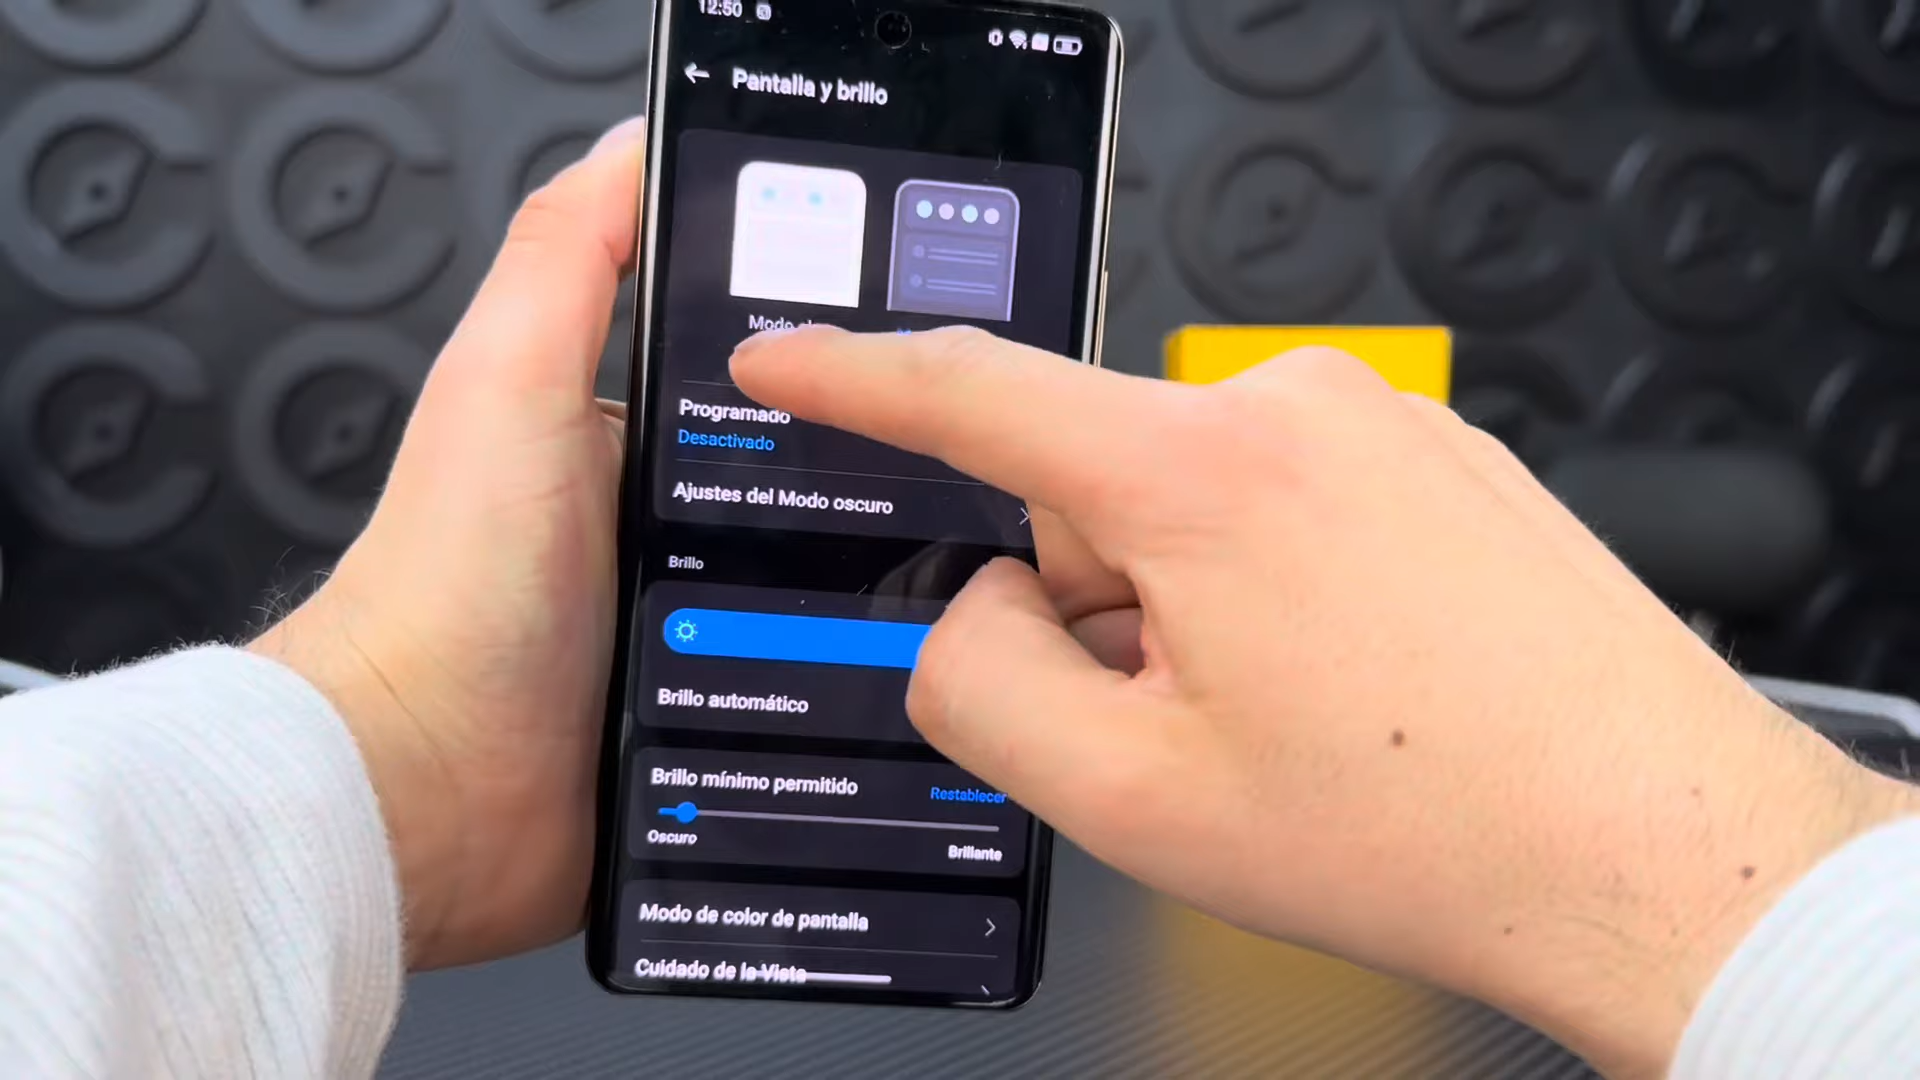 12:50
Pantalla y brillo
Modo
Programado
Desactivado
Ajustes del Modo oscuro
Brillo
Brillo automático
Brillo mínimo permitido
Restablecer
Oscuro
Brillante
Modo de color de pantalla
Cuidado de la Vista